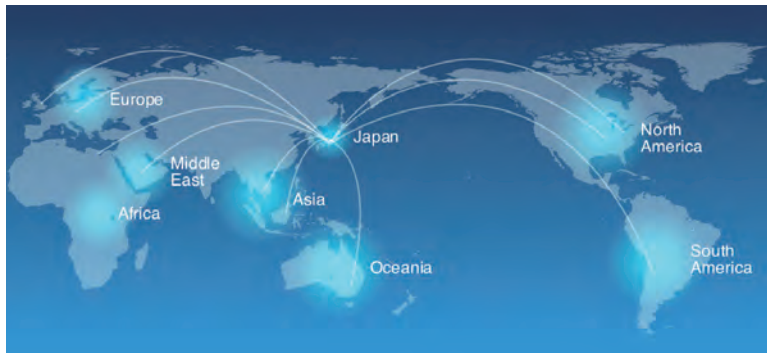 Europe
Japan
North
America
Middle
East
Asia
Africa
Oceania
South
America